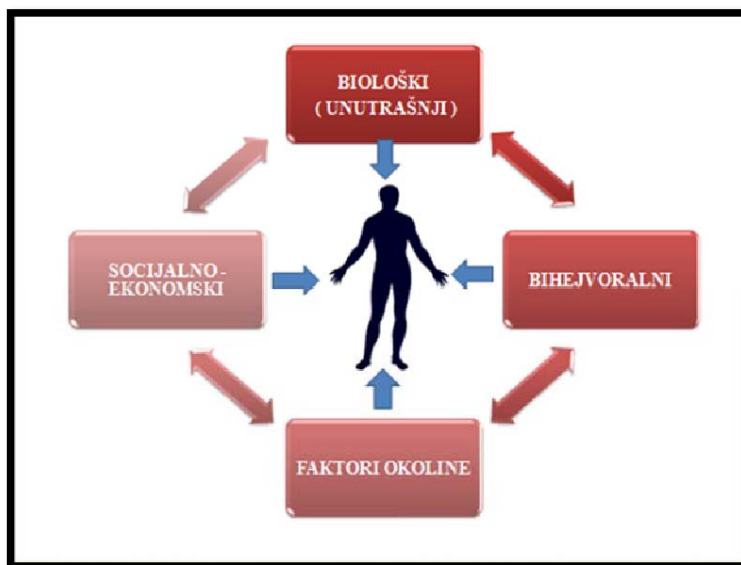 BIOLOŠKI
( UNUTRAŠNJI )
SOCIJALNO -
EKONOMSKI
BIHEJVORALNI
FAKTORI OKOLINE